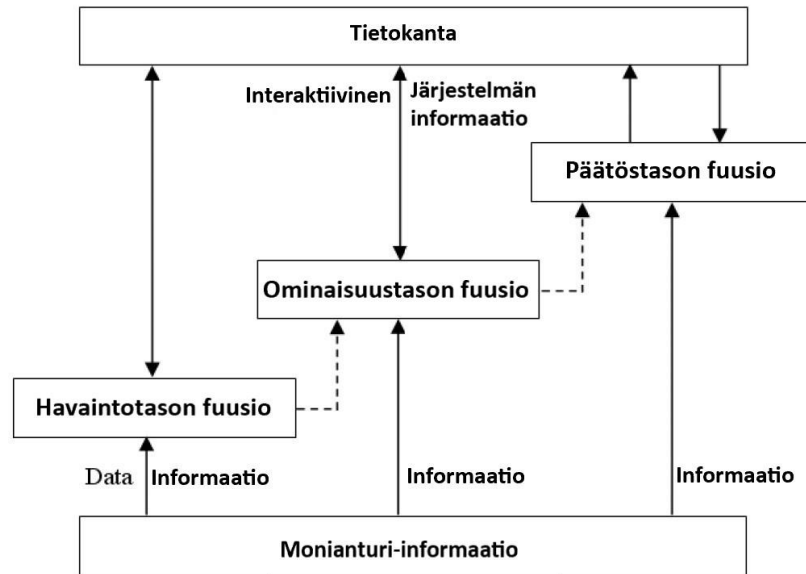 Tietokanta
Interaktiivinen
Järjestelmän
informaatio
Päätöstason fuusio
Ominaisuustason fuusio
Havaintotason fuusio
Data Informaatio
Informaatio
Informaatio
Monianturi-informaatio